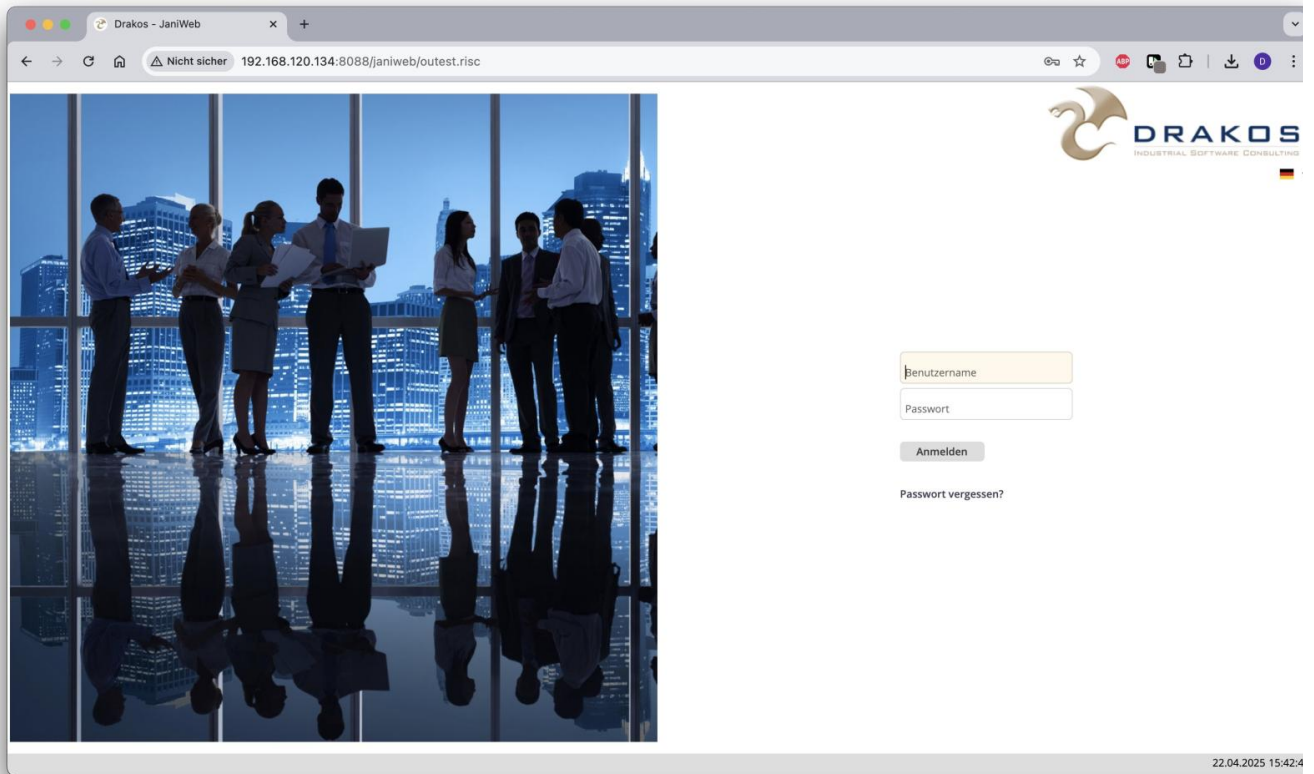 Drakos - JaniWeb
Nicht sicher 192.168.120.134:8088/janiweb/outest.risc
ABP
D
DRAKOS
INDUSTRIAL SOFTWARE CONSULTING
Benutzername
Passwort
Anmelden
Passwort vergessen?
22.04.2025 15:42:4